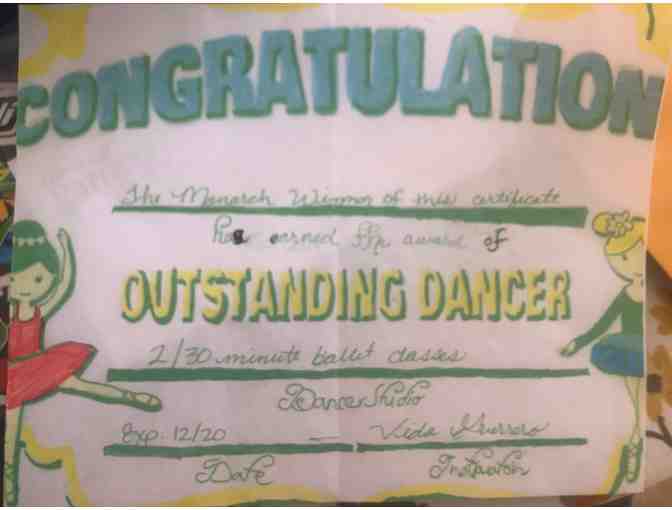 CONGRATULATION
The Monarch Winner of this certificate
has earned the award of
OUTSTANDING DANCER
2/30 minute ballet classes
Dance Studio
Exp: 12/20 — Vida Guerrero
Date Instructor